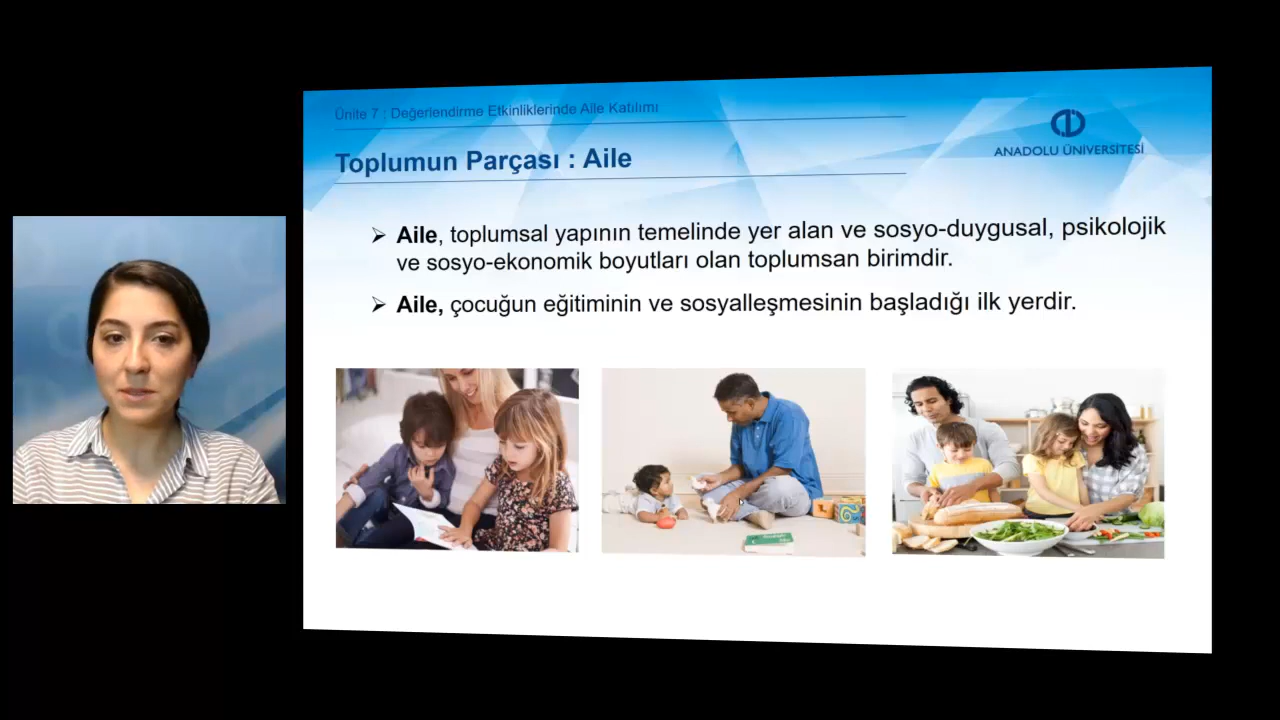 Ünite 7 : Değerlendirme Etkinliklerinde Aile Katılımı
ANADOLU ÜNİVERSİTESİ
Toplumun Parçası : Aile
Aile, toplumsal yapının temelinde yer alan ve sosyo-duygusal, psikolojik
ve sosyo-ekonomik boyutları olan toplumsan birimdir.
Aile, çocuğun eğitiminin ve sosyalleşmesinin başladığı ilk yerdir.